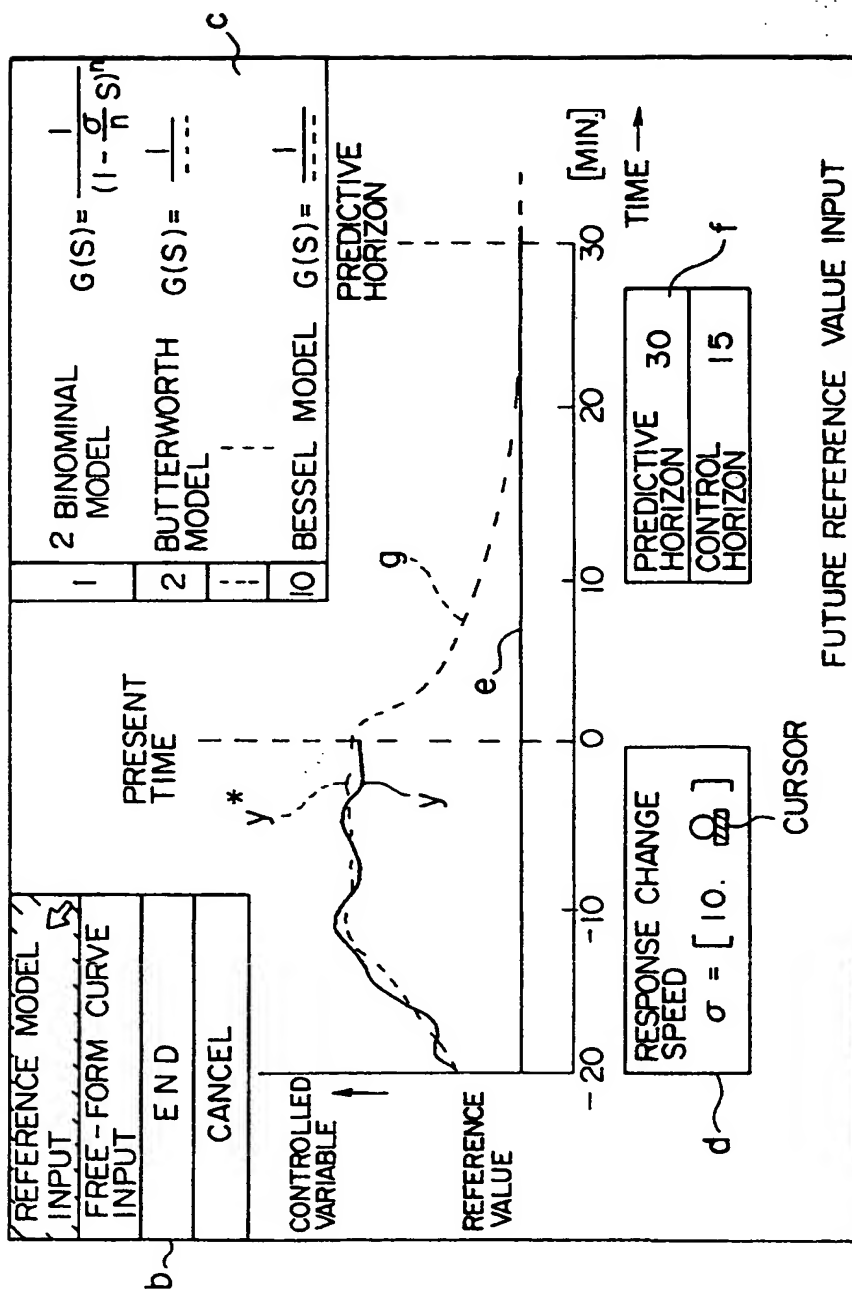 REFERENCE MODEL
INPUT
FREE-FORM CURVE
INPUT
END
CANCEL
b
1
2 BINOMINAL
MODEL
G(S)= 1 / (1 - σ/n S)^n
2
BUTTERWORTH
MODEL
G(S)= 1
10
BESSEL MODEL
G(S)= 1
c
PRESENT
TIME
PREDICTIVE
HORIZON
CONTROLLED
VARIABLE
REFERENCE
VALUE
y*
y
g
e
-20
-10
0
10
20
30
[MIN.]
TIME
RESPONSE CHANGE
SPEED
σ = [ 10. ]
d
CURSOR
PREDICTIVE
HORIZON
30
CONTROL
HORIZON
15
f
FUTURE REFERENCE VALUE INPUT